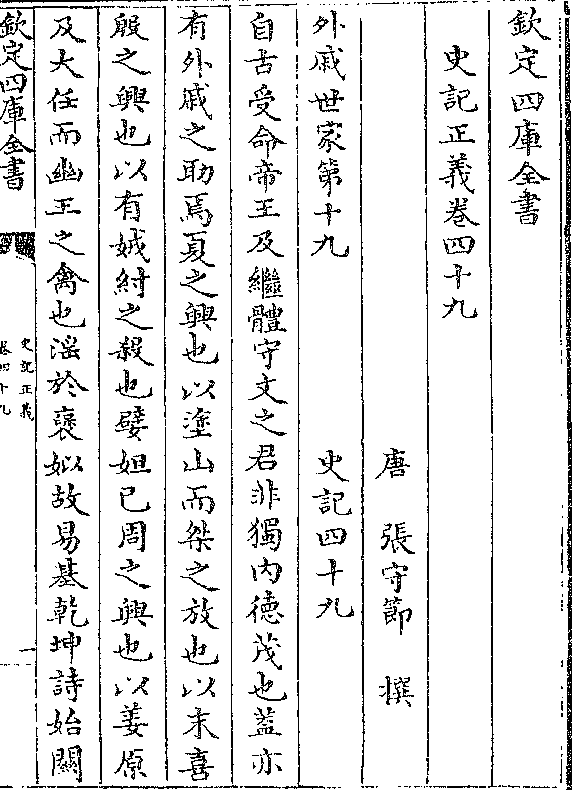 欽定四庫全書
史記正義卷四十九
唐 張守節 撰
外戚世家第十九 史記四十九
自古受命帝王及繼體守文之君非獨内德茂也蓋亦
有外戚之助焉夏之興也以塗山而桀之放也以末喜
殷之興也以有娀紂之殺也嬖妲已周之興也以姜原
及大任而幽王之禽也淫於褒姒故易基乾坤詩始關
欽定四庫全書
史記正義
卷四十九
一